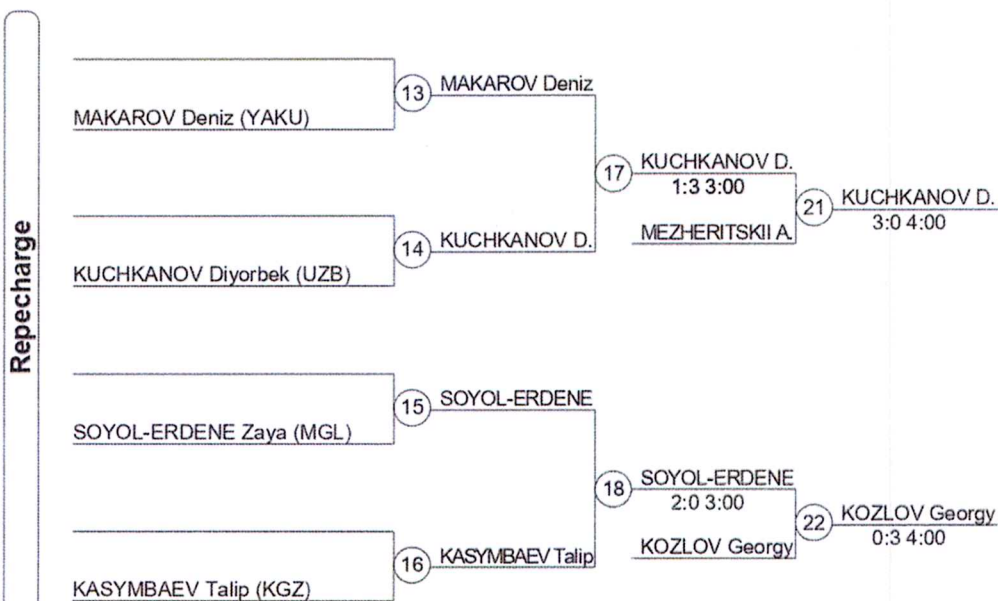 Repecharge
13
MAKAROV Deniz
MAKAROV Deniz (YAKU)
17
KUCHKANOV D.
1:3 3:00
21
KUCHKANOV D.
3:0 4:00
MEZHERITSKII A.
14
KUCHKANOV D.
KUCHKANOV Diyorbek (UZB)
15
SOYOL-ERDENE
SOYOL-ERDENE Zaya (MGL)
18
SOYOL-ERDENE
2:0 3:00
22
KOZLOV Georgy
0:3 4:00
KOZLOV Georgy
16
KASYMBAEV Talip
KASYMBAEV Talip (KGZ)